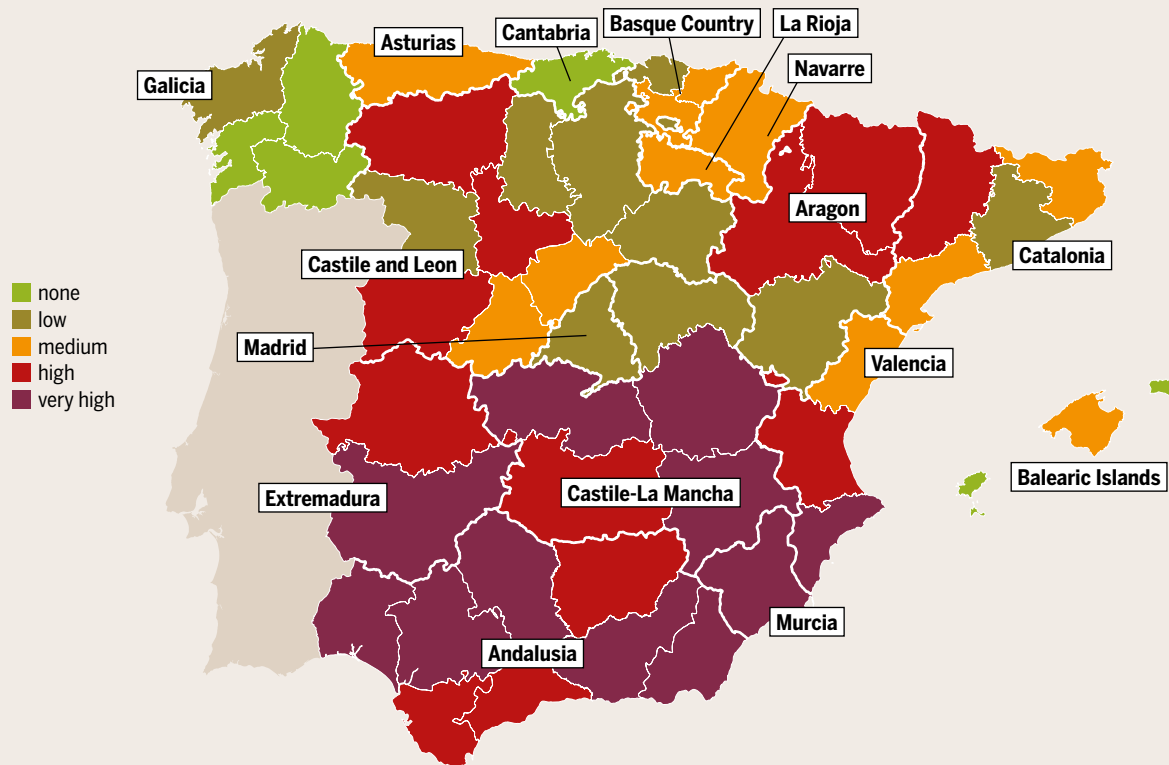 Basque Country
La Rioja
Cantabria
Asturias
Navarre
Galicia
Aragon
Catalonia
Castile and Leon
none
low
medium
high
very high
Madrid
Valencia
Balearic Islands
Extremadura
Castile-La Mancha
Murcia
Andalusia